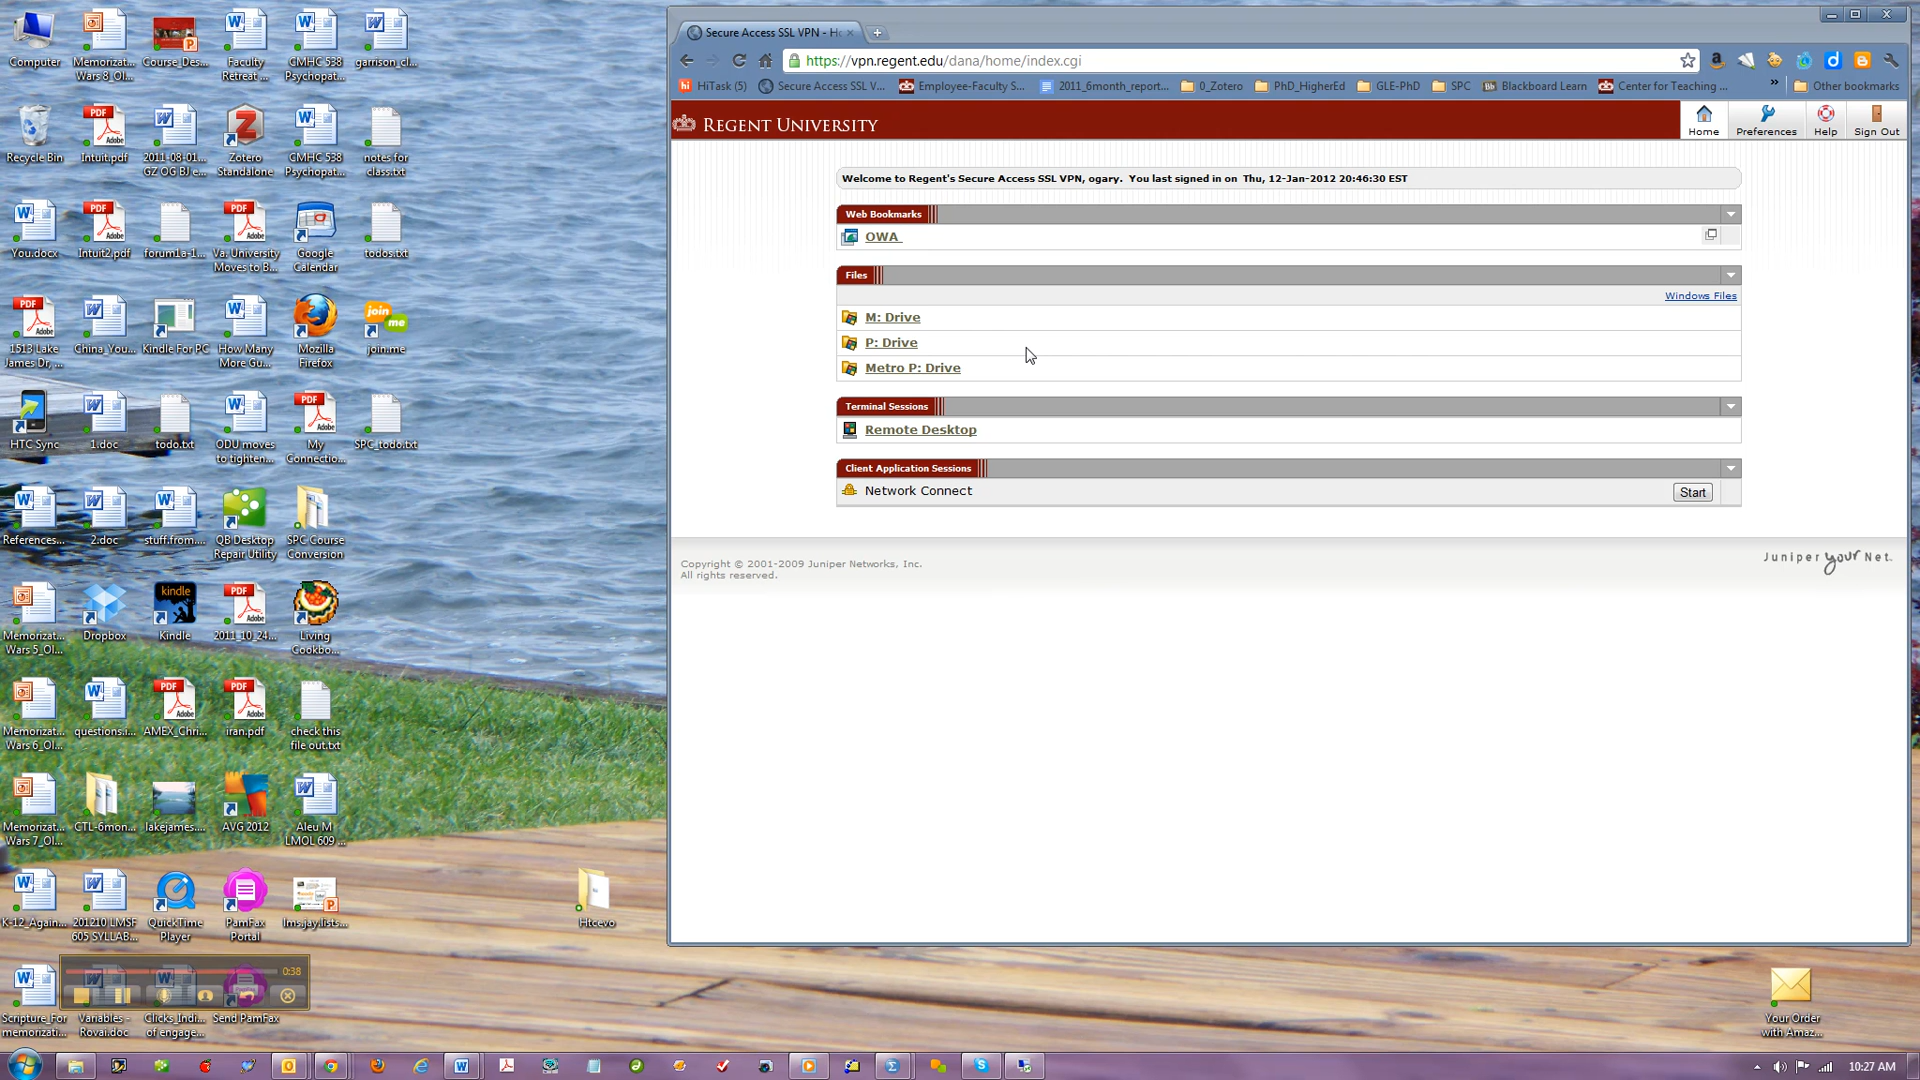 Secure Access SSL VPN - Ho
https://vpn.regent.edu/dana/home/index.cgi
HiTask (5) Secure Access SSL V... Employee-Faculty S... 2011_6month_report... 0_Zotero PhD_HigherEd GLE-PhD SPC Blackboard Learn Center for Teaching ... » Other bookmarks
REGENT UNIVERSITY
Home Preferences Help Sign Out
Welcome to Regent's Secure Access SSL VPN, ogary. You last signed in on Thu, 12-Jan-2012 20:46:30 EST
Web Bookmarks
OWA
Files
Windows Files
M: Drive
P: Drive
Metro P: Drive
Terminal Sessions
Remote Desktop
Client Application Sessions
Network Connect Start
Copyright © 2001-2009 Juniper Networks, Inc.
All rights reserved.
Juniper your Net.
Computer
Memorizat...
Wars 8_Ol...
Course_Des...
Faculty
Retreat ...
CMHC 538
Psychopat...
garrison_cl...
Recycle Bin
Intuit.pdf
2011-08-01...
GZ OG BJ e...
Zotero
Standalone
CMHC 538
Psychopat...
notes for
class.txt
You.docx
Intuit2.pdf
forum1a-1...
Va. University
Moves to B...
Google
Calendar
todos.txt
1513 Lake
James Dr, ...
China_You...
Kindle For PC
How Many
More Gu...
Mozilla
Firefox
join me
join.me
HTC Sync
1.doc
todo.txt
ODU moves
to tighten...
My
Connectio...
SPC_todo.txt
References...
2.doc
stuff.from....
QB Desktop
Repair Utility
SPC Course
Conversion
Memorizat...
Wars 5_Ol...
Dropbox
kindle
Kindle
2011_10_24...
Living
Cookbo...
Memorizat...
Wars 6_Ol...
questions.i...
AMEX_Chri...
iran.pdf
check this
file out.txt
Memorizat...
Wars 7_Ol...
CTL-6mon...
lakejames....
AVG 2012
Aleu M
LMOL 609 ...
K-12_Again...
201210 LMSF
605 SYLLAB...
QuickTime
Player
PamFax
Portal
lms.jay.lists...
Htcevo
0:38
Scripture_For
memorizati...
Variables -
Rovai.doc
Clicks_Indi...
of engage...
Send PamFax
Your Order
with Amaz...
10:27 AM